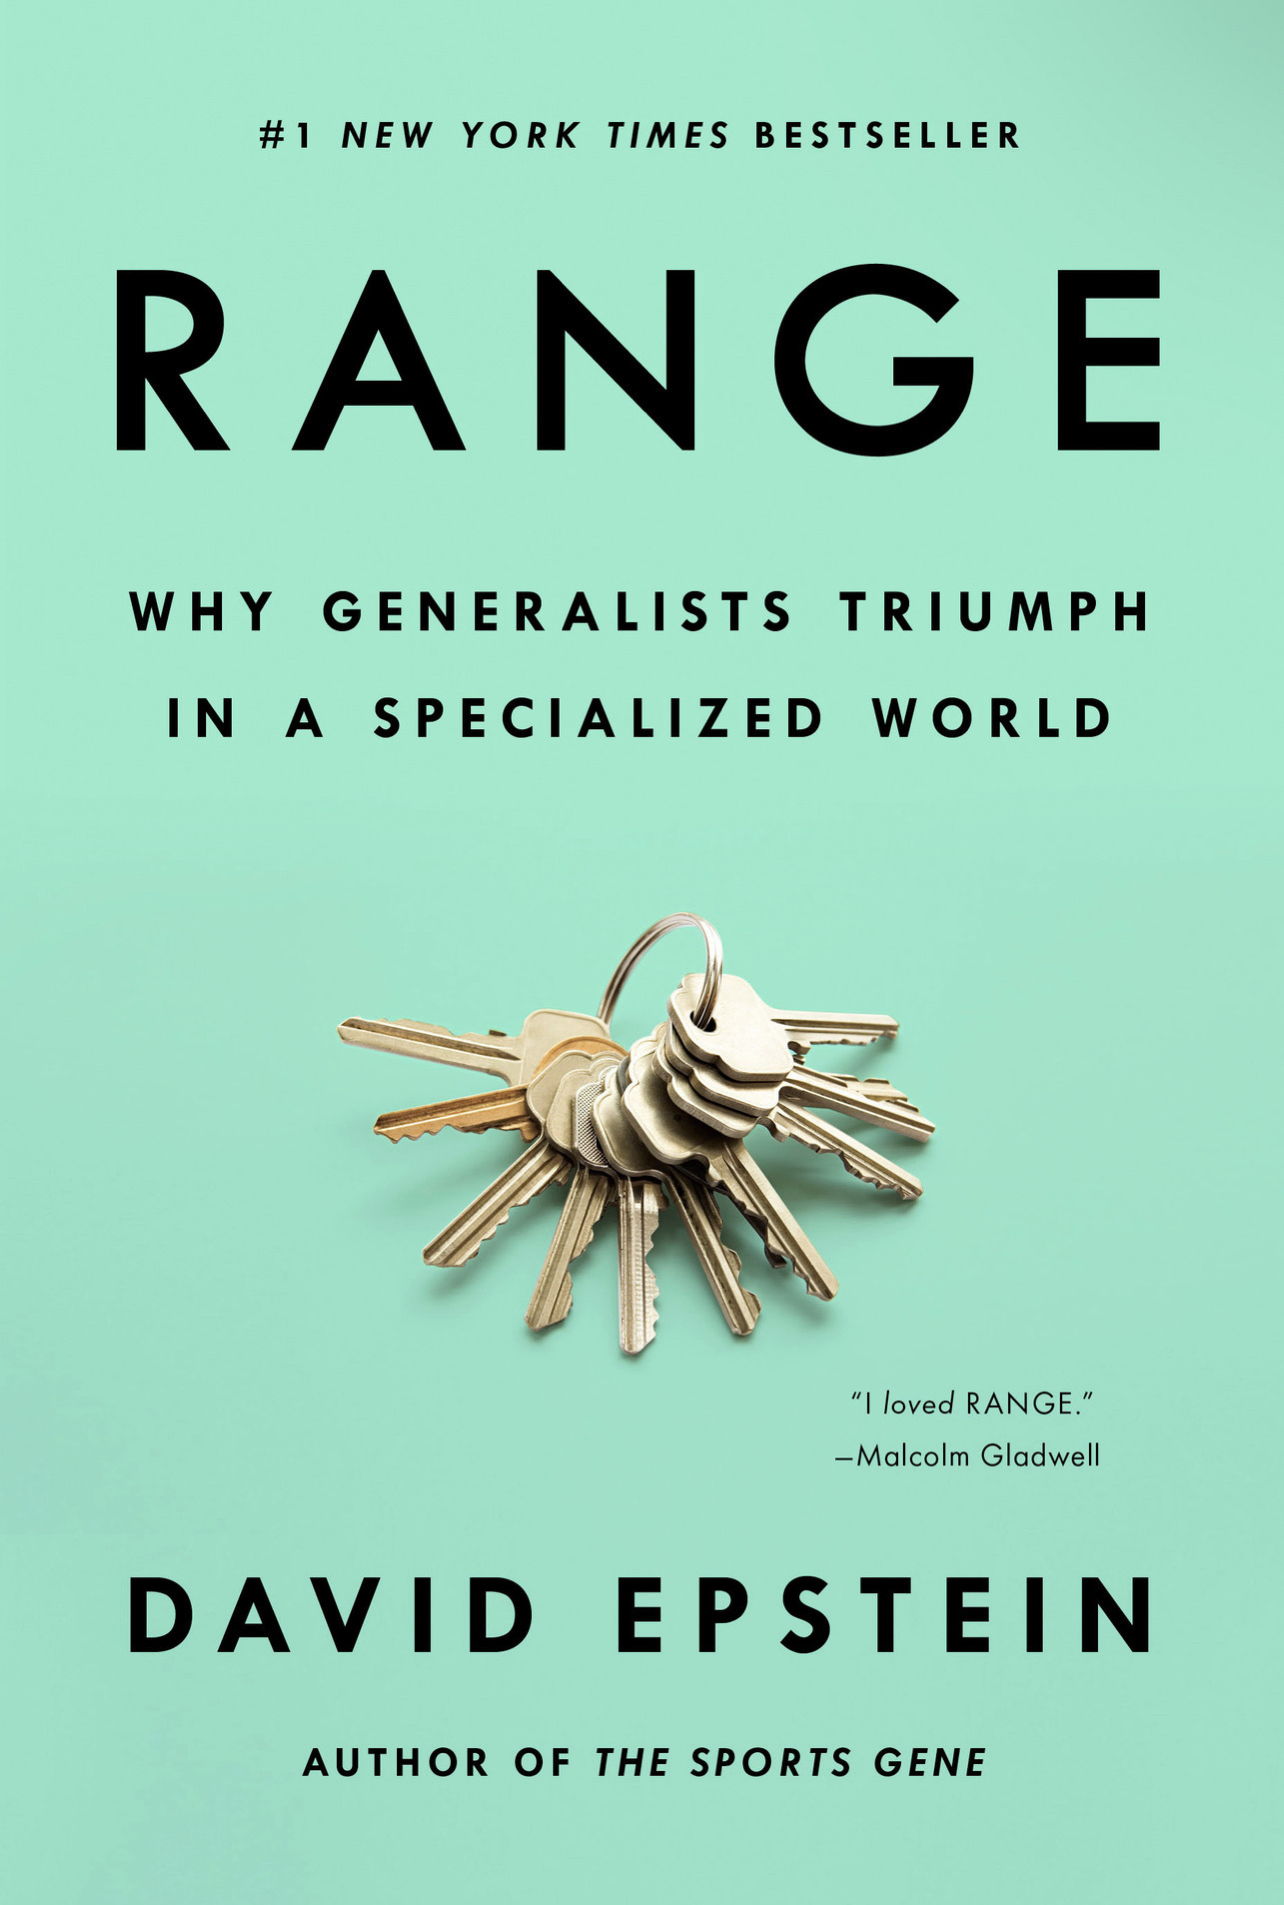 #1 NEW YORK TIMES BESTSELLER
RANGE
WHY GENERALISTS TRIUMPH
IN A SPECIALIZED WORLD
“I loved RANGE.”
—Malcolm Gladwell
DAVID EPSTEIN
AUTHOR OF THE SPORTS GENE